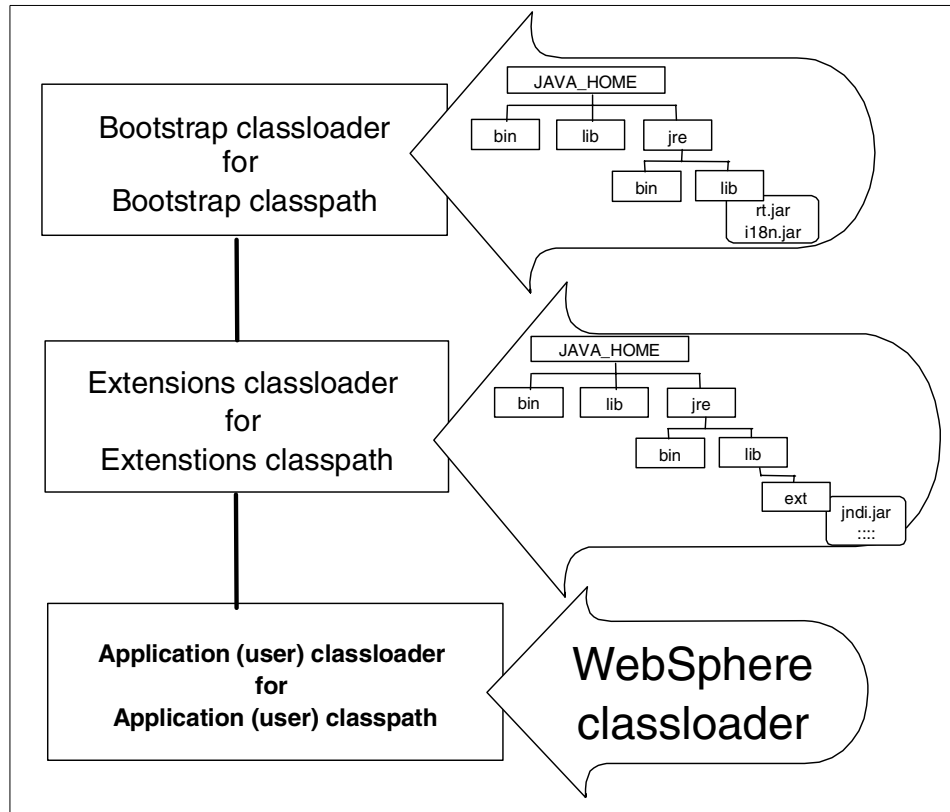 Bootstrap classloader
for
Bootstrap classpath
JAVA_HOME
bin lib jre
bin lib
rt.jar
i18n.jar
Extensions classloader
for
Extenstions classpath
JAVA_HOME
bin lib jre
bin lib
ext
jndi.jar
::::
Application (user) classloader
for
Application (user) classpath
WebSphere
classloader